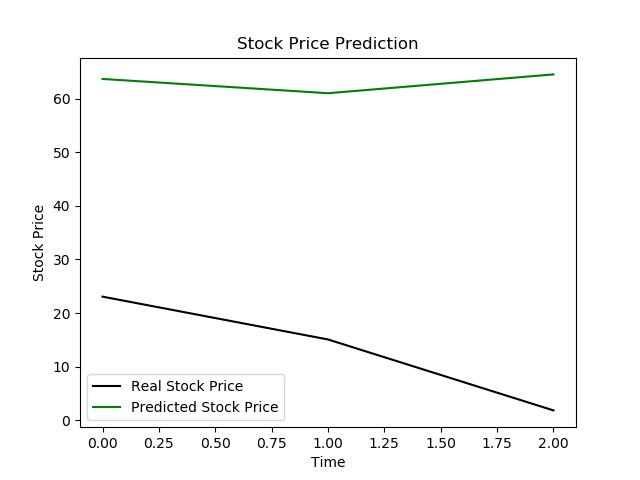 Stock Price Prediction
Stock Price
60
50
40
30
20
10
0
Real Stock Price
Predicted Stock Price
0.00 0.25 0.50 0.75 1.00 1.25 1.50 1.75 2.00
Time